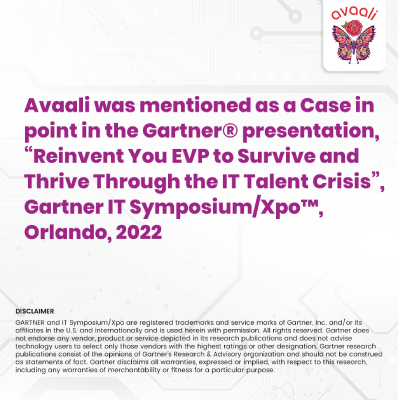 avaali
Avaali was mentioned as a Case in
point in the Gartner® presentation,
“Reinvent You EVP to Survive and
Thrive Through the IT Talent Crisis”,
Gartner IT Symposium/Xpo™,
Orlando, 2022
DISCLAIMER
GARTNER and IT Symposium/Xpo are registered trademarks and service marks of Gartner, Inc. and/or its
affiliates in the U.S. and internationally and is used herein with permission. All rights reserved. Gartner does
not endorse any vendor, product or service depicted in its research publications and does not advise
technology users to select only those vendors with the highest ratings or other designation. Gartner research
publications consist of the opinions of Gartner's Research & Advisory organization and should not be construed
as statements of fact. Gartner disclaims all warranties, expressed or implied, with respect to this research,
including any warranties of merchantability or fitness for a particular purpose.